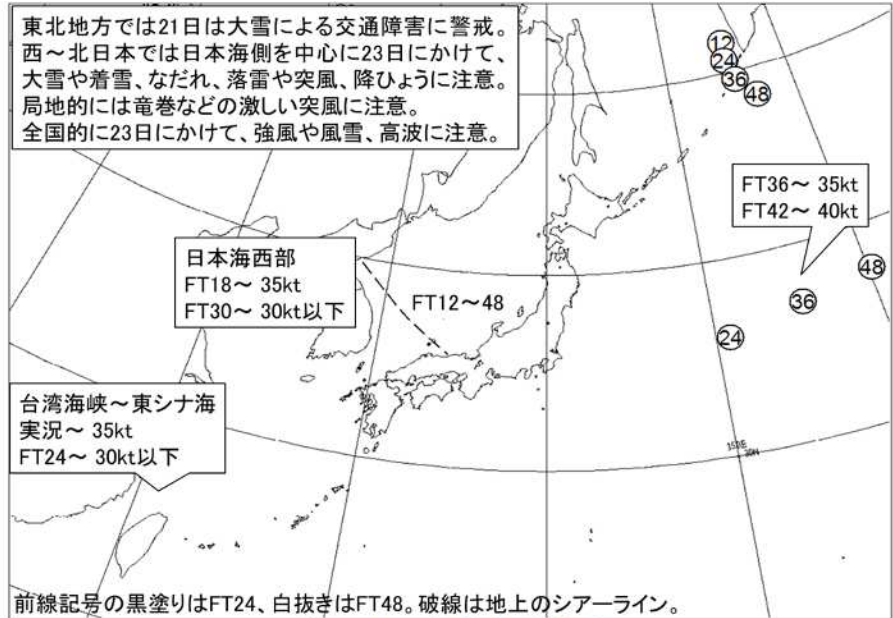 東北地方では21日は大雪による交通障害に警戒。
西～北日本では日本海側を中心に23日にかけて、
大雪や着雪、なだれ、落雷や突風、降ひょうに注意。
局地的には竜巻などの激しい突風に注意。
全国的に23日にかけて、強風や風雪、高波に注意。
12
24
36
48
FT36～ 35kt
FT42～ 40kt
日本海西部
FT18～ 35kt
FT30～ 30kt以下
FT12～48
48
36
24
台湾海峡～東シナ海
実況～ 35kt
FT24～ 30kt以下
150E
30N
前線記号の黒塗りはFT24、白抜きはFT48。破線は地上のシアーライン。